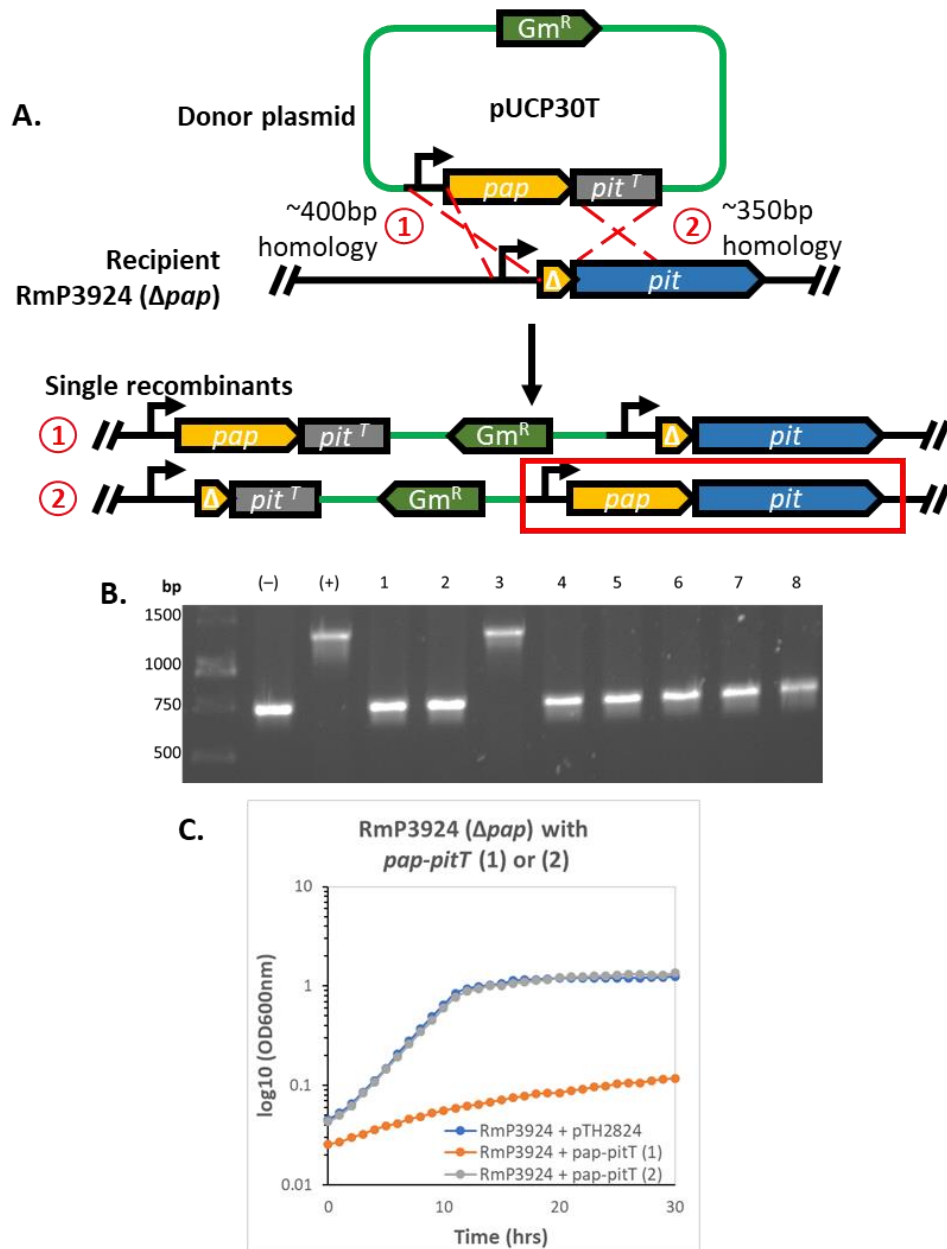 A.
Gm^R
Donor plasmid
pUCP30T
pap pit ^T
~400bp homology
① ②
~350bp homology
Recipient
RmP3924 (Δpap)
Δ pit
Single recombinants
① pap pit ^T Gm^R Δ pit
② Δ pit ^T Gm^R pap pit
B.
bp (−) (+) 1 2 3 4 5 6 7 8
1500
1000
750
500
C.
RmP3924 (Δpap) with
pap-pitT (1) or (2)
log10 (OD600nm)
10
1
0.1
0.01
RmP3924 + pTH2824
RmP3924 + pap-pitT (1)
RmP3924 + pap-pitT (2)
0 10 20 30
Time (hrs)